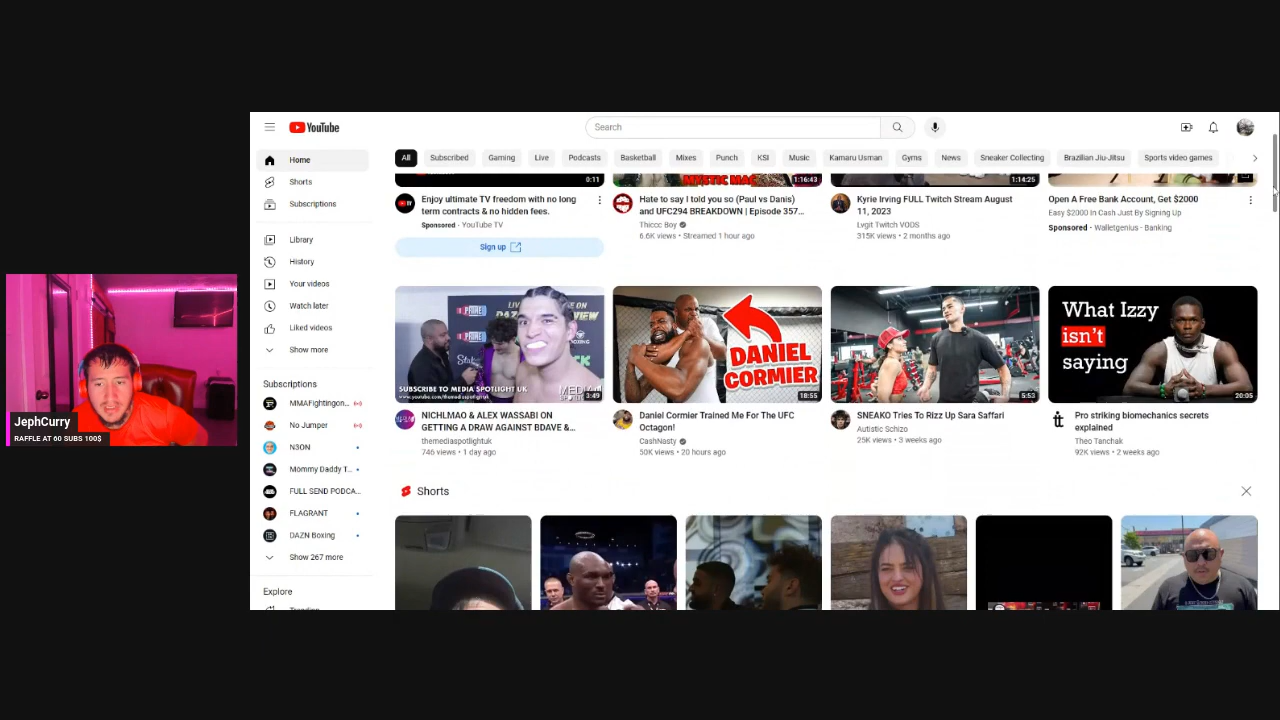 JephCurry
RAFFLE AT 60 SUBS 100$
YouTube
Search
Home
Shorts
Subscriptions
Library
History
Your videos
Watch later
Liked videos
Show more
Subscriptions
MMAFightingon...
No Jumper
N3ON
Mommy Daddy T...
FULL SEND PODCA...
FLAGRANT
DAZN Boxing
Show 267 more
Explore
All
Subscribed
Gaming
Live
Podcasts
Basketball
Mixes
Punch
KSI
Music
Kamaru Usman
Gyms
News
Sneaker Collecting
Brazilian Jiu-Jitsu
Sports video games
0:11
Enjoy ultimate TV freedom with no long
term contracts & no hidden fees.
Sponsored · YouTube TV
Sign up
MYSTIC MAC
1:16:43
Hate to say I told you so (Paul vs Danis)
and UFC294 BREAKDOWN | Episode 357...
Thiccc Boy
6.6K views • Streamed 1 hour ago
1:14:25
Kyrie Irving FULL Twitch Stream August
11, 2023
Lvgit Twitch VODS
315K views • 2 months ago
Open A Free Bank Account, Get $2000
Easy $2000 In Cash Just By Signing Up
Sponsored · Walletgenius - Banking
SUBSCRIBE TO MEDIA SPOTLIGHT UK
3:49
NICHLMAO & ALEX WASSABI ON
GETTING A DRAW AGAINST BDAVE &...
themediaspotlightuk
746 views • 1 day ago
DANIEL
CORMIER
18:55
Daniel Cormier Trained Me For The UFC
Octagon!
CashNasty
50K views • 20 hours ago
5:53
SNEAKO Tries To Rizz Up Sara Saffari
Autistic Schizo
25K views • 3 weeks ago
What Izzy
isn't
saying
20:05
tt
Pro striking biomechanics secrets
explained
Theo Tanchak
92K views • 2 weeks ago
Shorts